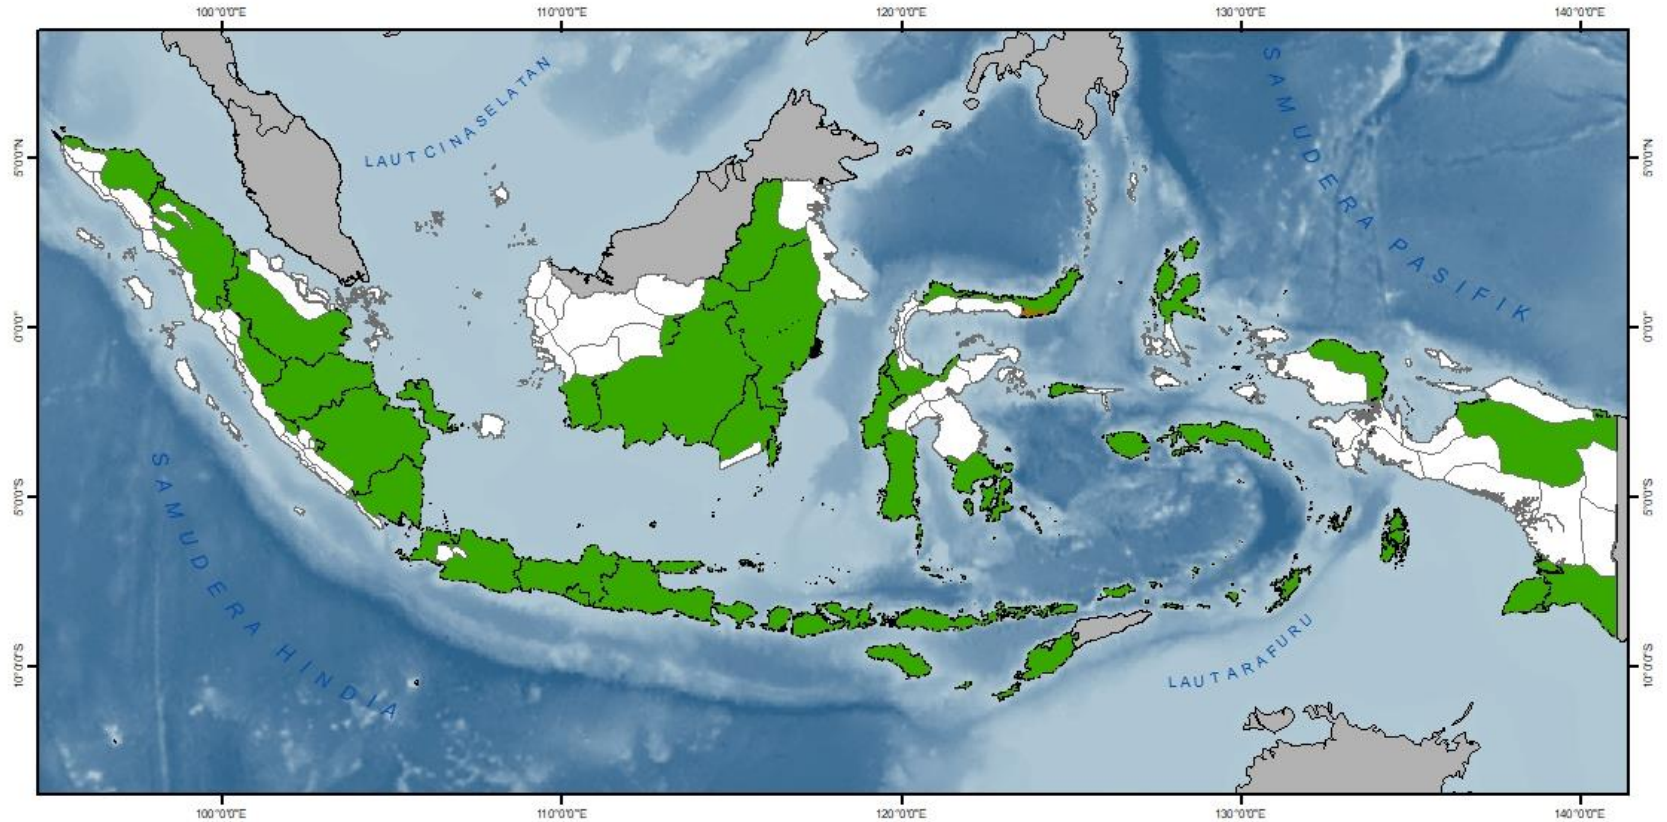 100°0'0"E 110°0'0"E 120°0'0"E 130°0'0"E 140°0'0"E
LAUT CINA SELATAN
SAMUDERA PASIFIK
5°0'0"N 5°0'0"N
0°0'0" 0°0'0"
5°0'0"S 5°0'0"S
SAMUDERA HINDIA
LAUT ARAFURU
10°0'0"S 10°0'0"S
100°0'0"E 110°0'0"E 120°0'0"E 130°0'0"E 140°0'0"E